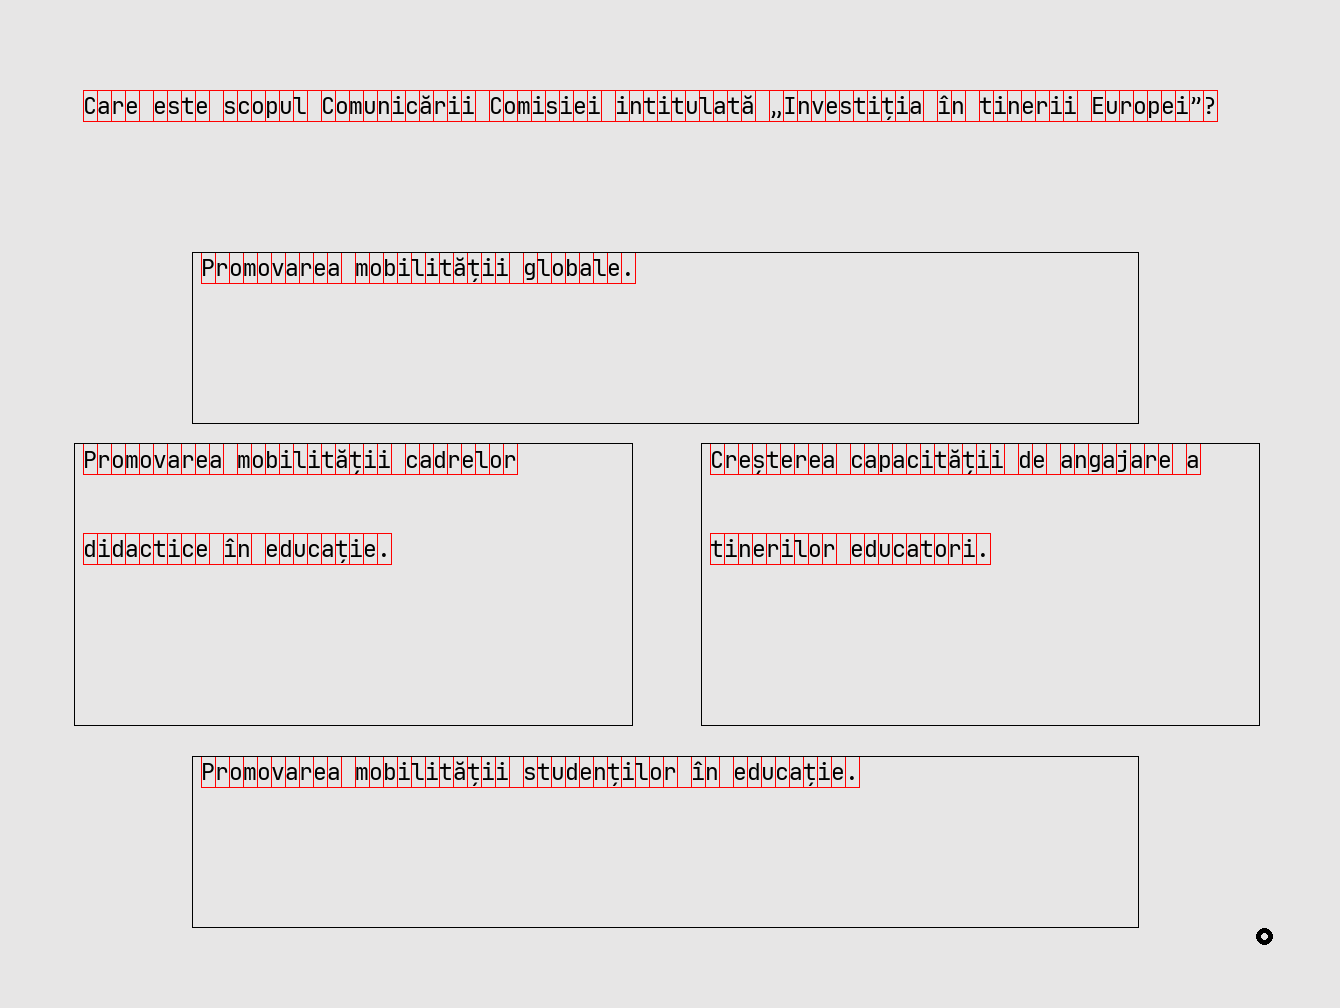 Care este scopul Comunicării Comisiei intitulată „Investiția în tinerii Europei”?
Promovarea mobilității globale.
Promovarea mobilității cadrelor
didactice în educație.
Creșterea capacității de angajare a
tinerilor educatori.
Promovarea mobilității studenților în educație.